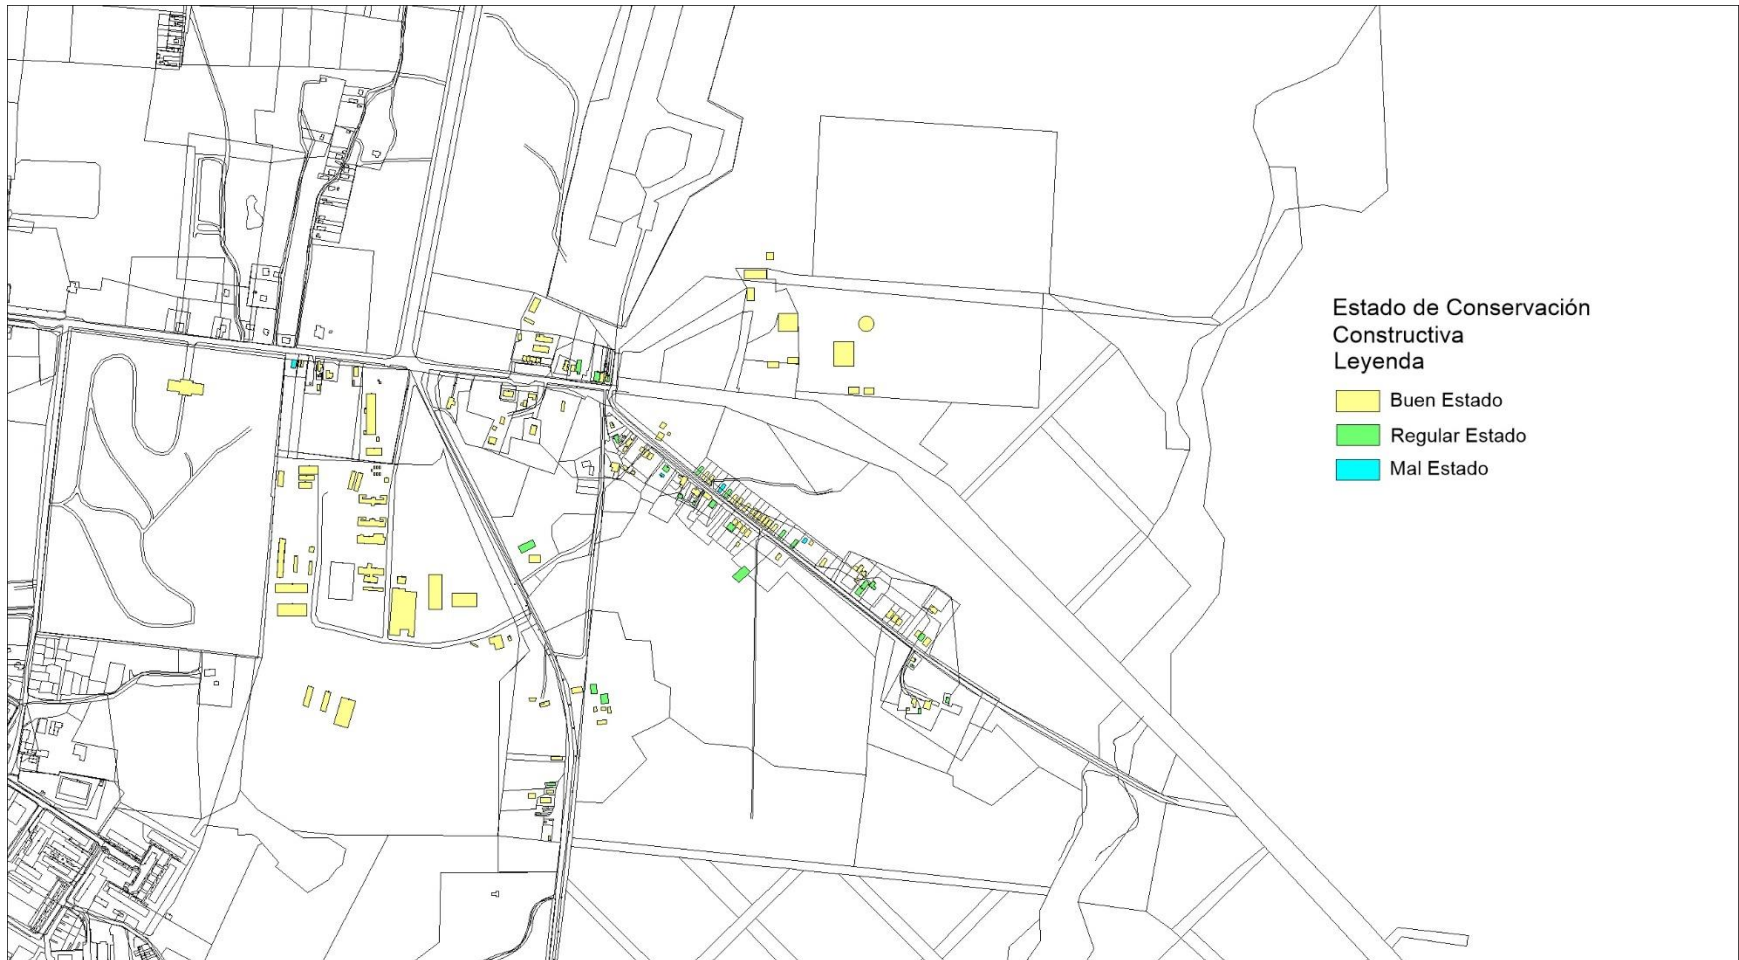 Estado de Conservación
Constructiva
Leyenda
Buen Estado
Regular Estado
Mal Estado